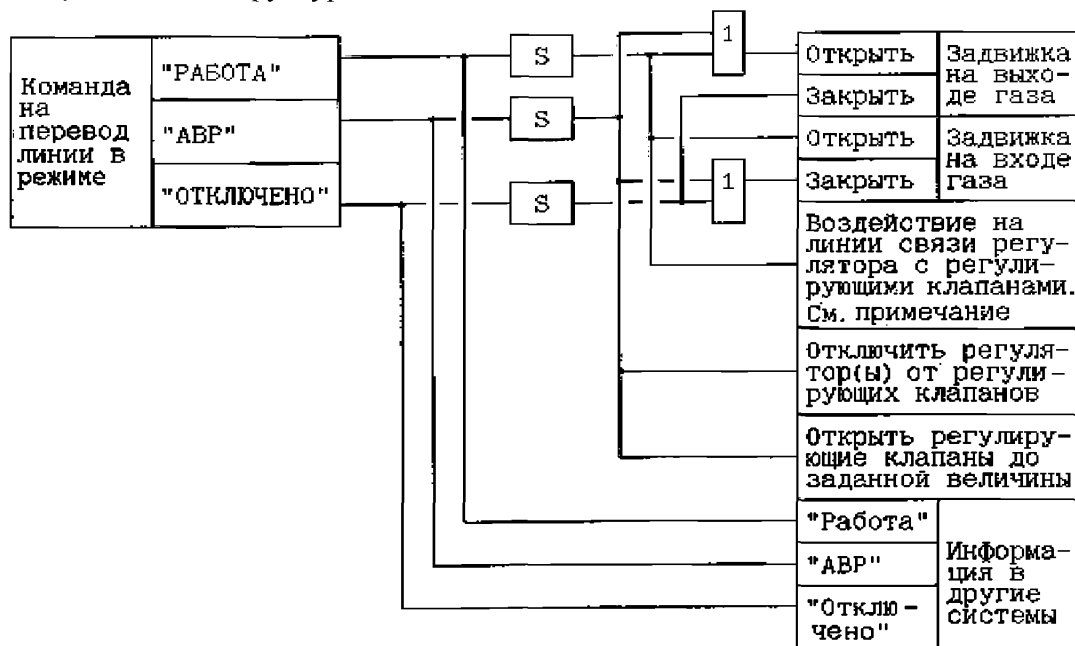 Команда
на
перевод
линии в
режиме
"РАБОТА"
"АВР"
"ОТКЛЮЧЕНО"
S
S
S
1
1
Открыть
Закрыть
Задвижка
на выхо-
де газа
Открыть
Закрыть
Задвижка
на входе
газа
Воздействие на
линии связи регу-
лятора с регули-
рующими клапанами.
См. примечание
Отключить регуля-
тор(ы) от регули-
рующих клапанов
Открыть регулиру-
ющие клапаны до
заданной величины
"Работа"
"АВР"
"Отклю-
чено"
Информа-
ция в
другие
системы